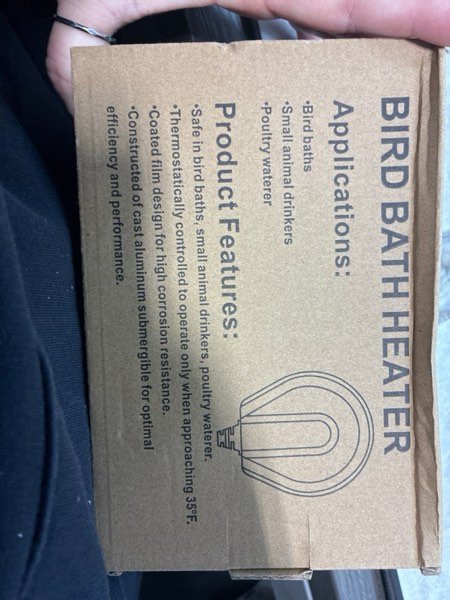 BIRD BATH HEATER
Applications:
•Bird baths
•Small animal drinkers
•Poultry waterer
Product Features:
•Safe in bird baths, small animal drinkers, poultry waterer.
•Thermostatically controlled to operate only when approaching 35°F.
•Coated film design for high corrosion resistance.
•Constructed of cast aluminum submergible for optimal
efficiency and performance.